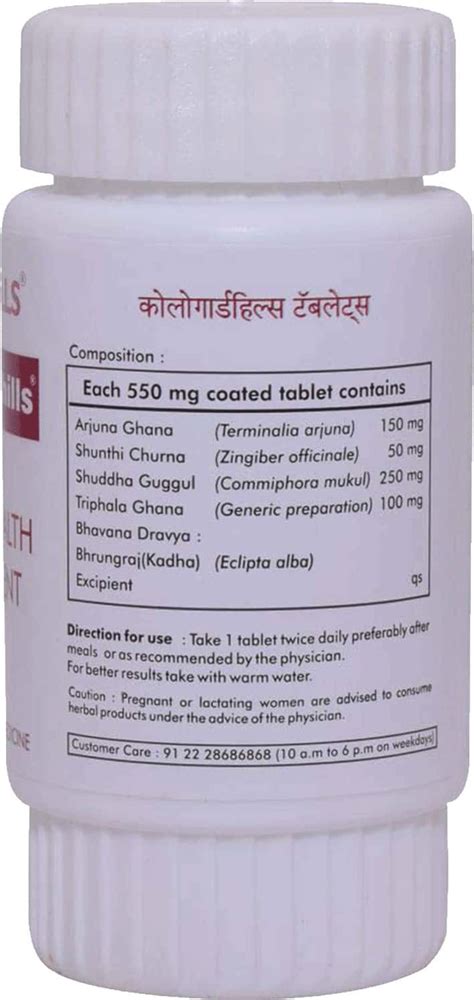 LLS®
hills®
LTH
NT
कोलोगार्डहिल्स टॅबलेट्स
Composition :
Each 550 mg coated tablet contains
Arjuna Ghana (Terminalia arjuna) 150 mg
Shunthi Churna (Zingiber officinale) 50 mg
Shuddha Guggul (Commiphora mukul) 250 mg
Triphala Ghana (Generic preparation) 100 mg
Bhavana Dravya :
Bhrungraj(Kadha) (Eclipta alba)
Excipient qs
Direction for use : Take 1 tablet twice daily preferably after
meals or as recommended by the physician.
For better results take with warm water.
Caution : Pregnant or lactating women are advised to consume
herbal products under the advice of the physician.
Customer Care : 91 22 28686868 (10 a.m to 6 p.m on weekdays)